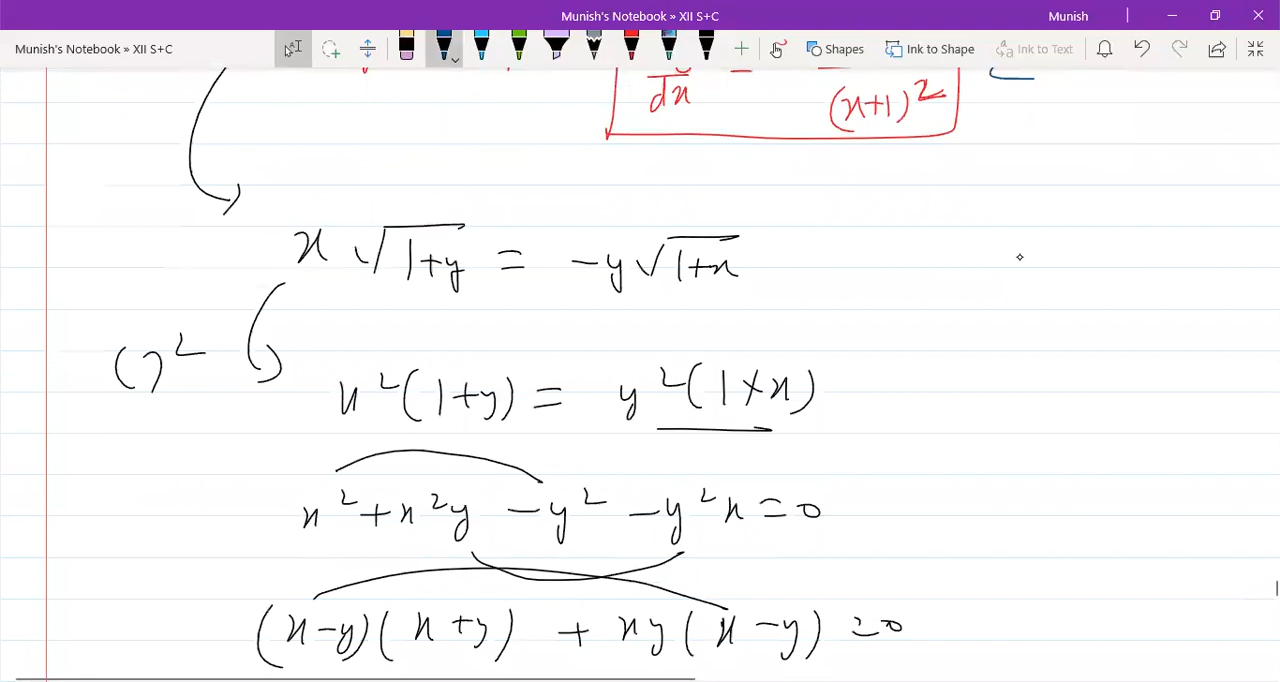 Munish's Notebook » XII S+C
Munish
Munish's Notebook » XII S+C
Shapes
Ink to Shape
Ink to Text
dx = (x+1)²
x √1+y = -y√1+x
( )²
x²(1+y) = y²(1+x)
x²+x²y -y² -y²x=0
(x-y)(x+y) + xy(x-y) =0